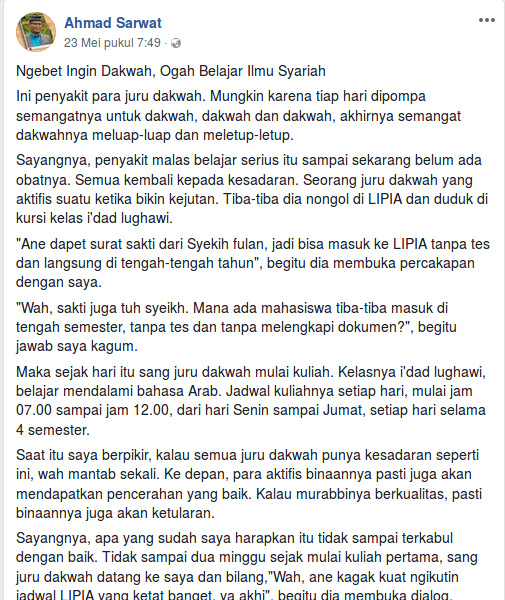 Ahmad Sarwat
23 Mei pukul 7:49 ·
Ngebet Ingin Dakwah, Ogah Belajar Ilmu Syariah
Ini penyakit para juru dakwah. Mungkin karena tiap hari dipompa
semangatnya untuk dakwah, dakwah dan dakwah, akhirnya semangat
dakwahnya meluap-luap dan meletup-letup.
Sayangnya, penyakit malas belajar serius itu sampai sekarang belum ada
obatnya. Semua kembali kepada kesadaran. Seorang juru dakwah yang
aktifis suatu ketika bikin kejutan. Tiba-tiba dia nongol di LIPIA dan duduk di
kursi kelas i'dad lughawi.
"Ane dapet surat sakti dari Syekih fulan, jadi bisa masuk ke LIPIA tanpa tes
dan langsung di tengah-tengah tahun", begitu dia membuka percakapan
dengan saya.
"Wah, sakti juga tuh syeikh. Mana ada mahasiswa tiba-tiba masuk di
tengah semester, tanpa tes dan tanpa melengkapi dokumen?", begitu
jawab saya kagum.
Maka sejak hari itu sang juru dakwah mulai kuliah. Kelasnya i'dad lughawi,
belajar mendalami bahasa Arab. Jadwal kuliahnya setiap hari, mulai jam
07.00 sampai jam 12.00, dari hari Senin sampai Jumat, setiap hari selama
4 semester.
Saat itu saya berpikir, kalau semua juru dakwah punya kesadaran seperti
ini, wah mantab sekali. Ke depan, para aktifis binaannya pasti juga akan
mendapatkan pencerahan yang baik. Kalau murabbinya berkualitas, pasti
binaannya juga akan ketularan.
Sayangnya, apa yang sudah saya harapkan itu tidak sampai terkabul
dengan baik. Tidak sampai dua minggu sejak mulai kuliah pertama, sang
juru dakwah datang ke saya dan bilang,"Wah, ane kagak kuat ngikutin
jadwal LIPIA yang ketat banget, ya akhi", begitu dia membuka dialog.